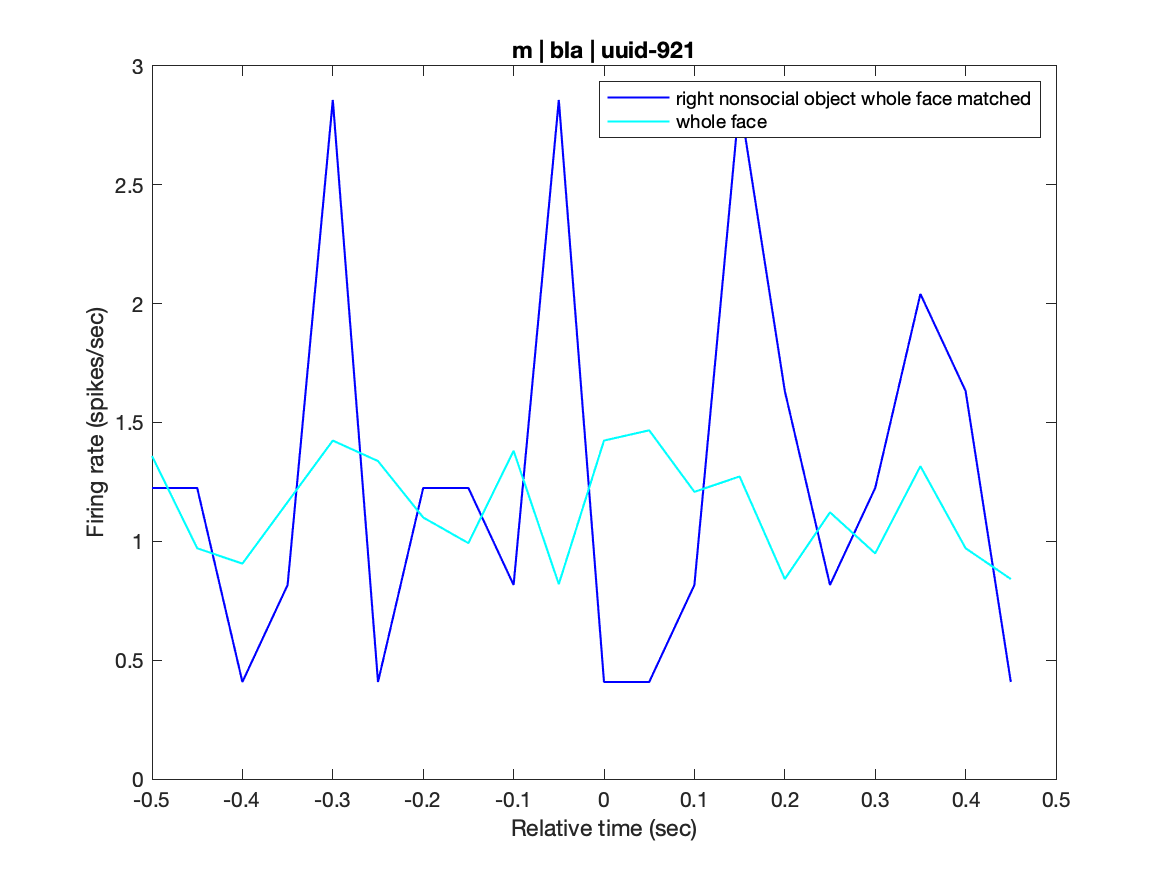 m | bla | uuid-921
right nonsocial object whole face matched
whole face
Firing rate (spikes/sec)
3
2.5
2
1.5
1
0.5
0
-0.5 -0.4 -0.3 -0.2 -0.1 0 0.1 0.2 0.3 0.4 0.5
Relative time (sec)